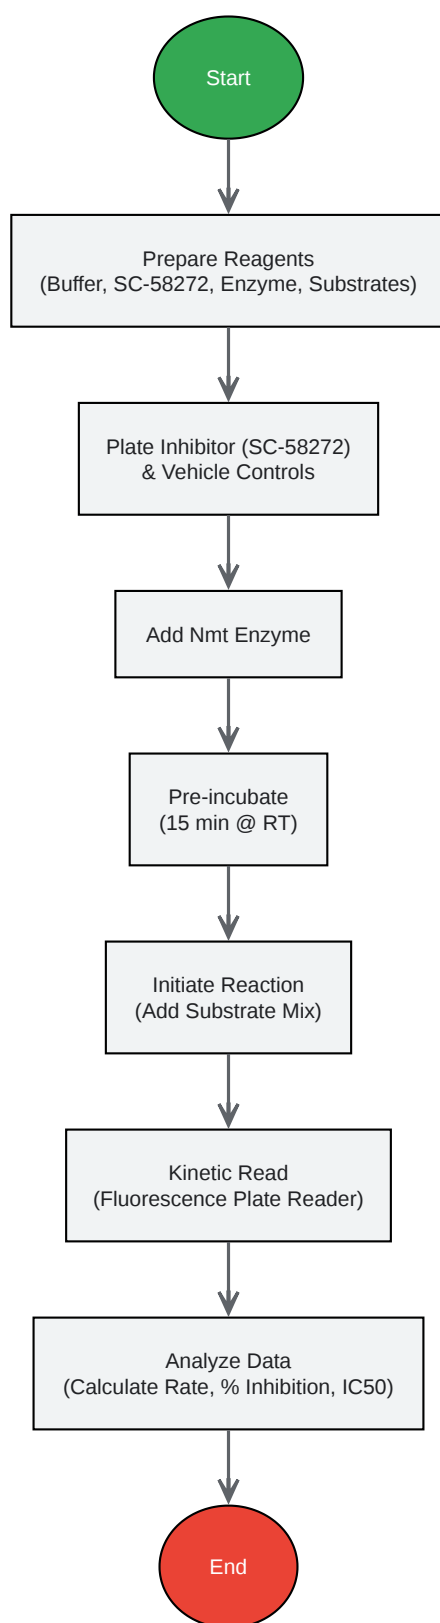 Start
Prepare Reagents
(Buffer, SC-58272, Enzyme, Substrates)
Plate Inhibitor (SC-58272)
& Vehicle Controls
Add Nmt Enzyme
Pre-incubate
(15 min @ RT)
Initiate Reaction
(Add Substrate Mix)
Kinetic Read
(Fluorescence Plate Reader)
Analyze Data
(Calculate Rate, % Inhibition, IC50)
End